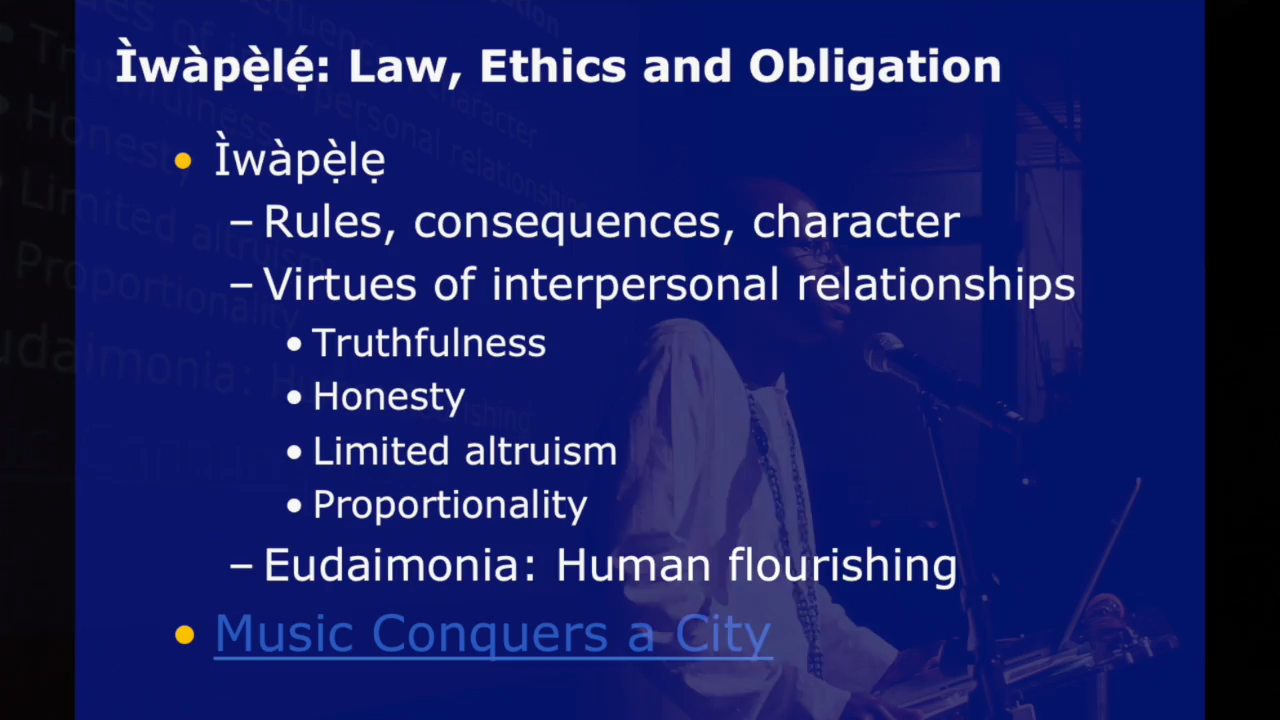 Ìwàpẹ̀lẹ́: Law, Ethics and Obligation
• Ìwàpẹ̀lẹ
– Rules, consequences, character
– Virtues of interpersonal relationships
• Truthfulness
• Honesty
• Limited altruism
• Proportionality
– Eudaimonia: Human flourishing
• Music Conquers a City